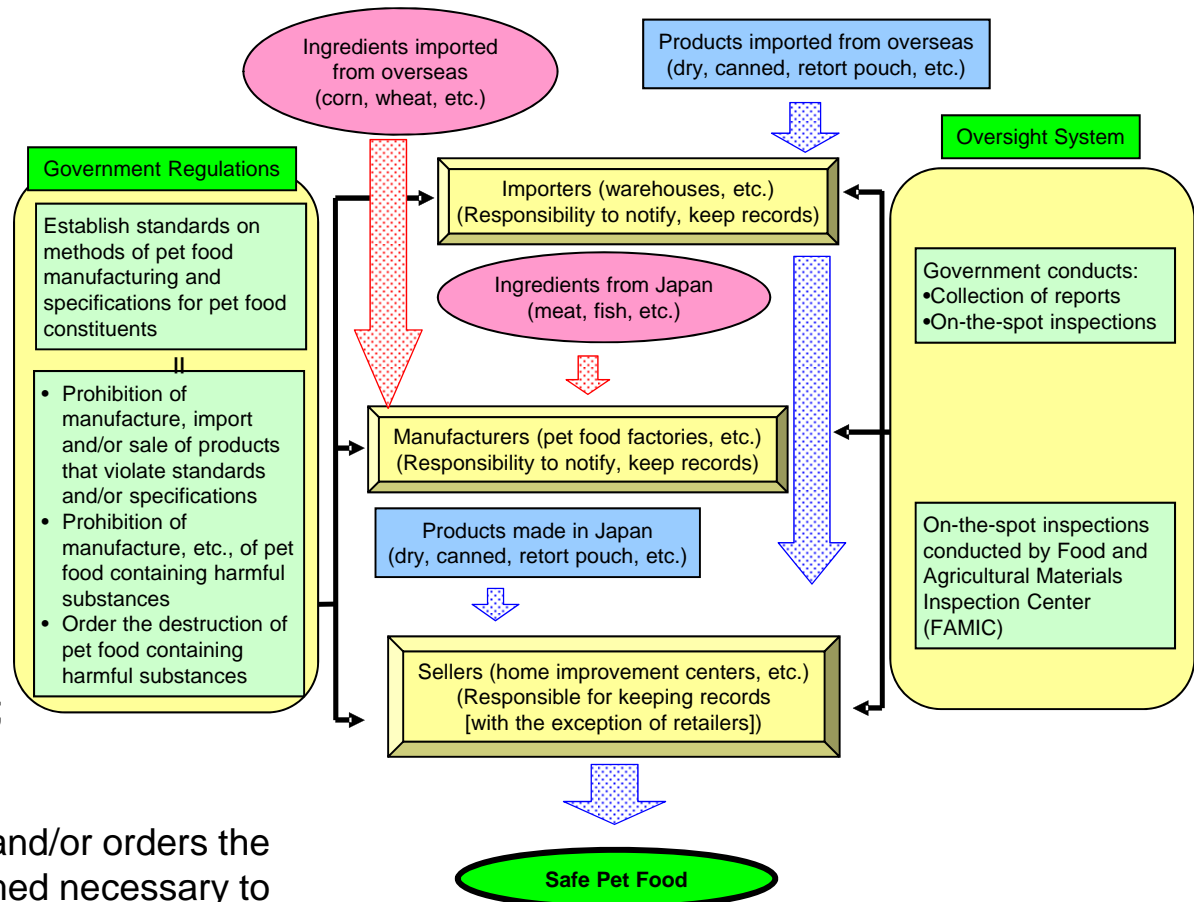 Ingredients imported
from overseas
(corn, wheat, etc.)
Products imported from overseas
(dry, canned, retort pouch, etc.)
Government Regulations
Oversight System
Importers (warehouses, etc.)
(Responsibility to notify, keep records)
Establish standards on
methods of pet food
manufacturing and
specifications for pet food
constituents
=
• Prohibition of
manufacture, import
and/or sale of products
that violate standards
and/or specifications
• Prohibition of
manufacture, etc., of pet
food containing harmful
substances
• Order the destruction of
pet food containing
harmful substances
Ingredients from Japan
(meat, fish, etc.)
Government conducts:
•Collection of reports
•On-the-spot inspections
Manufacturers (pet food factories, etc.)
(Responsibility to notify, keep records)
Products made in Japan
(dry, canned, retort pouch, etc.)
On-the-spot inspections
conducted by Food and
Agricultural Materials
Inspection Center
(FAMIC)
Sellers (home improvement centers, etc.)
(Responsible for keeping records
[with the exception of retailers])
and/or orders the
ned necessary to
Safe Pet Food